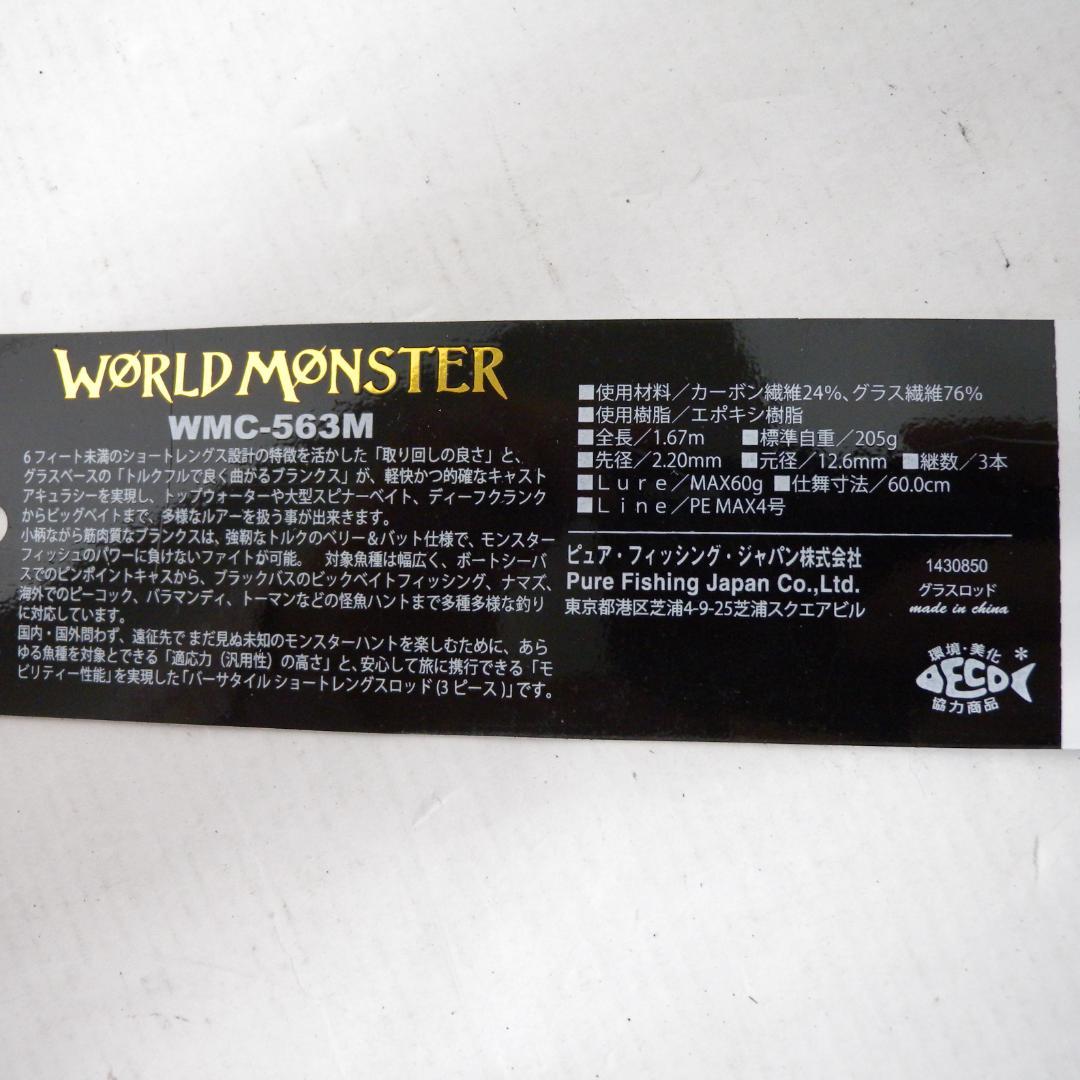 WØRLD MØNSTER
WMC-563M
6フィート未満のショートレングス設計の特徴を活かした「取り回しの良さ」と、
グラスベースの「トルクフルで良く曲がるブランクス」が、軽快かつ的確なキャスト
アキュラシーを実現し、トップウォーターや大型スピナーベイト、ディープクランク
からビッグベイトまで、多様なルアーを扱う事が出来きます。
小柄ながら筋肉質なブランクスは、強靭なトルクのベリー＆バット仕様で、モンスター
フィッシュのパワーに負けないファイトが可能。 対象魚種は幅広く、ボートシーバ
スでのピンポイントキャスから、ブラックバスのビックベイトフィッシング、ナマズ、
海外でのピーコック、バラマンディ、トーマンなどの怪魚ハントまで多種多様な釣り
に対応しています。
国内・国外問わず、遠征先で まだ見ぬ未知のモンスターハントを楽しむために、あら
ゆる魚種を対象とできる「適応力（汎用性）の高さ」と、安心して旅に携行できる「モ
ビリティー性能」を実現した「バーサタイル ショートレングスロッド(3ピース)」です。
■使用材料／カーボン繊維24%、グラス繊維76%
■使用樹脂／エポキシ樹脂
■全長／1.67m ■標準自重／205g
■先径／2.20mm ■元径／12.6mm ■継数／3本
■Lure／MAX60g ■仕舞寸法／60.0cm
■Line／PE MAX4号
ピュア・フィッシング・ジャパン株式会社
Pure Fishing Japan Co.,Ltd.
東京都港区芝浦4-9-25芝浦スクエアビル
1430850
グラスロッド
made in china
環境・美化
ECO
協力商品
*